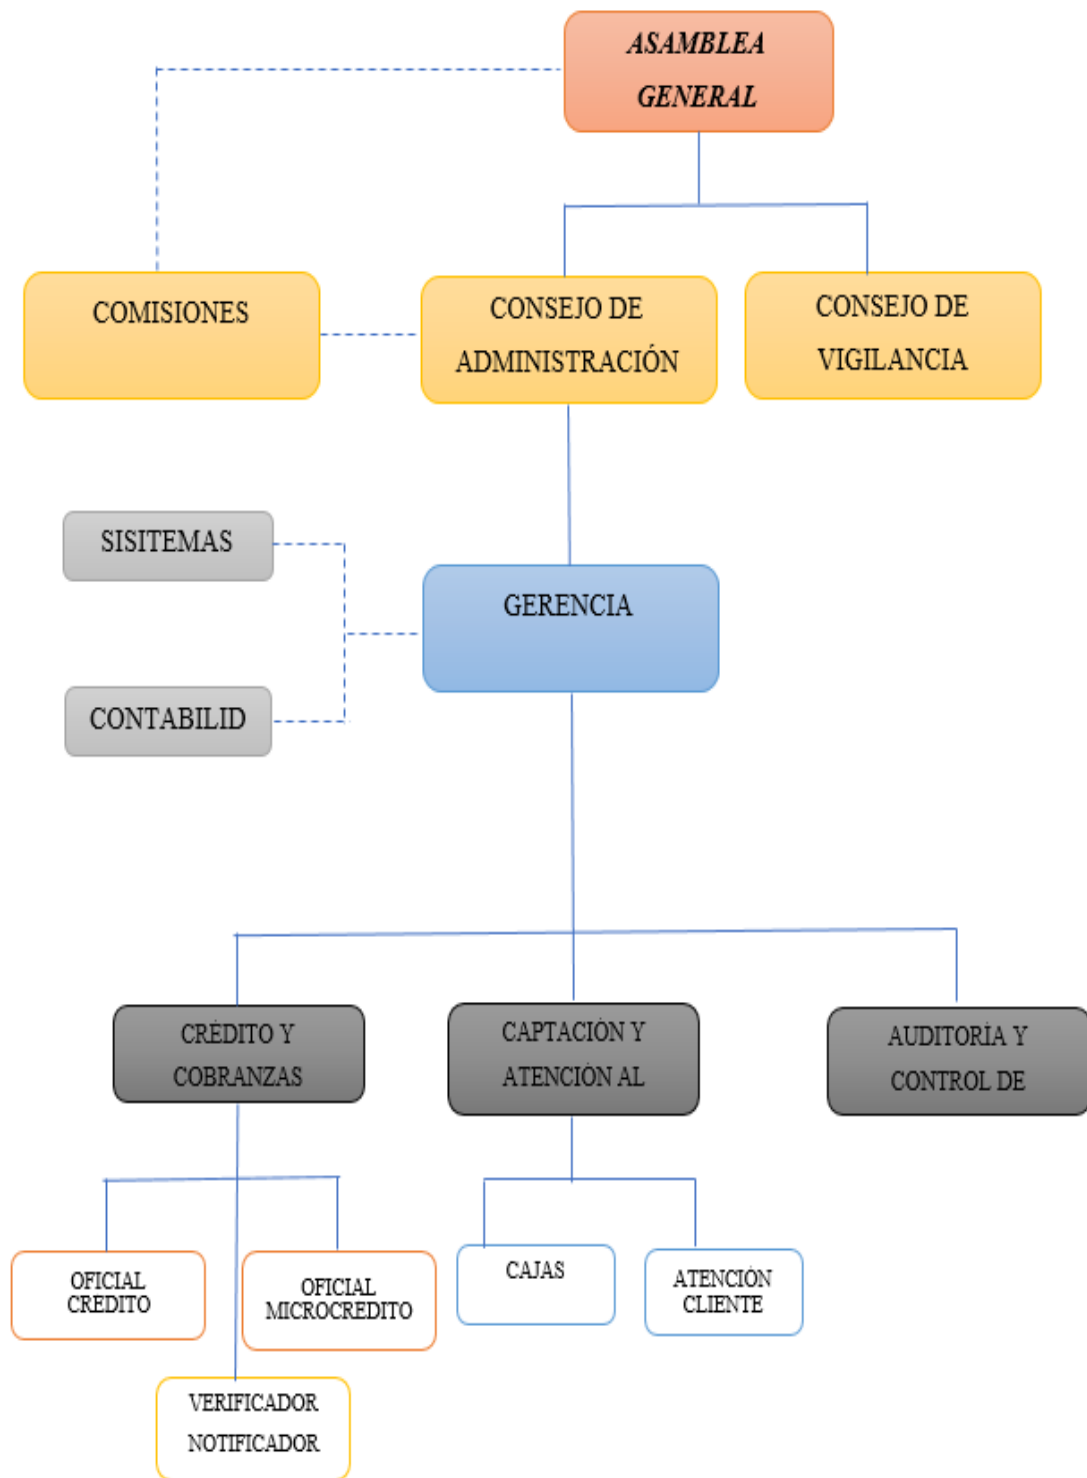 ASAMBLEA
GENERAL
COMISIONES
CONSEJO DE
ADMINISTRACIÓN
CONSEJO DE
VIGILANCIA
SISITEMAS
GERENCIA
CONTABILID
CRÉDITO Y
COBRANZAS
CAPTACIÓN Y
ATENCIÓN AL
AUDITORÍA Y
CONTROL DE
OFICIAL
CREDITO
OFICIAL
MICROCREDITO
CAJAS
ATENCIÓN
CLIENTE
VERIFICADOR
NOTIFICADOR